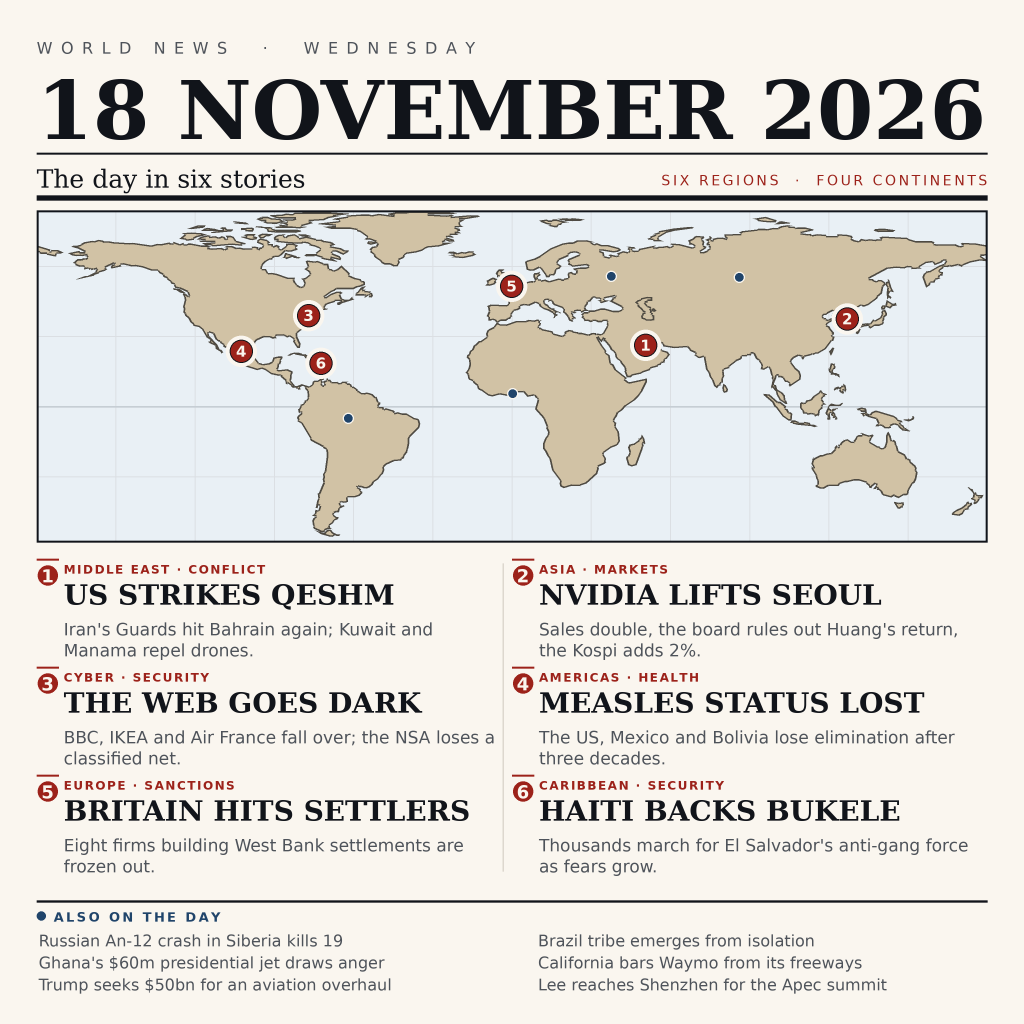 WORLD NEWS · WEDNESDAY
18 NOVEMBER 2026
The day in six stories
SIX REGIONS · FOUR CONTINENTS
5
3
2
1
4
6
1 MIDDLE EAST · CONFLICT
US STRIKES QESHM
Iran's Guards hit Bahrain again; Kuwait and
Manama repel drones.
2 ASIA · MARKETS
NVIDIA LIFTS SEOUL
Sales double, the board rules out Huang's return,
the Kospi adds 2%.
3 CYBER · SECURITY
THE WEB GOES DARK
BBC, IKEA and Air France fall over; the NSA loses a
classified net.
4 AMERICAS · HEALTH
MEASLES STATUS LOST
The US, Mexico and Bolivia lose elimination after
three decades.
5 EUROPE · SANCTIONS
BRITAIN HITS SETTLERS
Eight firms building West Bank settlements are
frozen out.
6 CARIBBEAN · SECURITY
HAITI BACKS BUKELE
Thousands march for El Salvador's anti-gang force
as fears grow.
ALSO ON THE DAY
Russian An-12 crash in Siberia kills 19
Ghana's $60m presidential jet draws anger
Trump seeks $50bn for an aviation overhaul
Brazil tribe emerges from isolation
California bars Waymo from its freeways
Lee reaches Shenzhen for the Apec summit